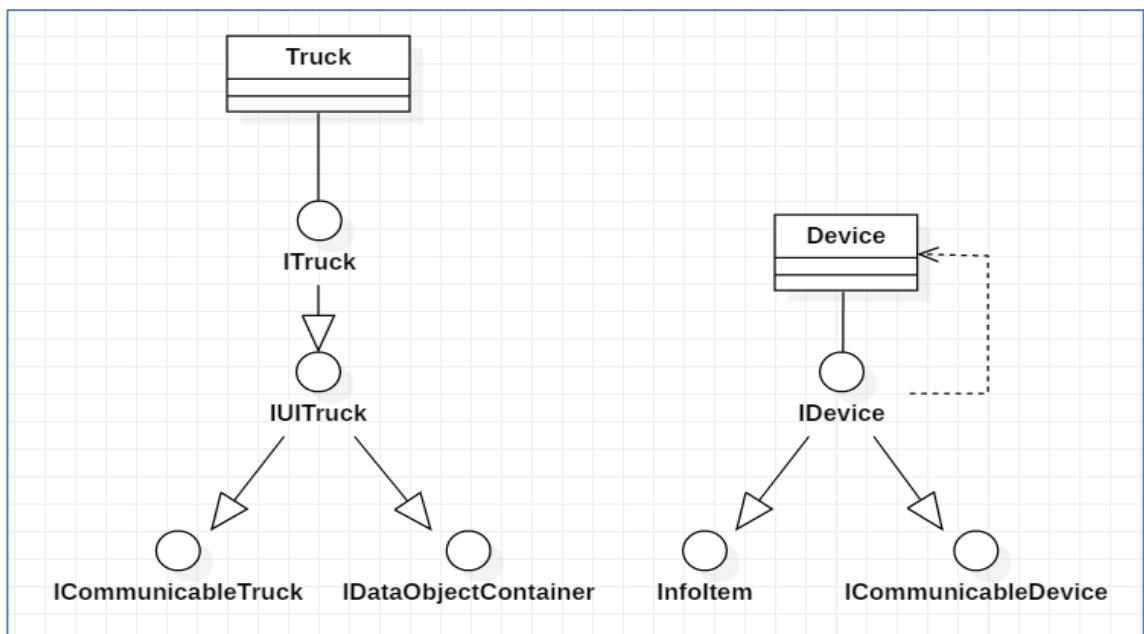 Truck
ITruck
Device
IUITruck
IDevice
ICommunicableTruck
IDataObjectContainer
InfoItem
ICommunicableDevice